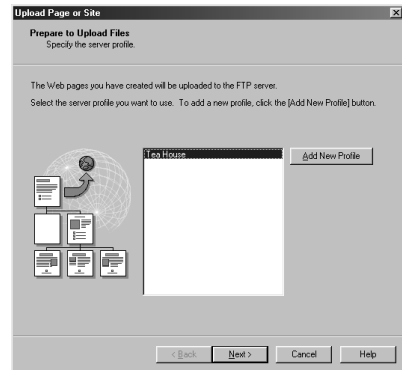 Upload Page or Site
Prepare to Upload Files
Specify the server profile.
The Web pages you have created will be uploaded to the FTP server.
Select the server profile you want to use. To add a new profile, click the [Add New Profile] button.
Tea House
Add New Profile
< Back
Next >
Cancel
Help